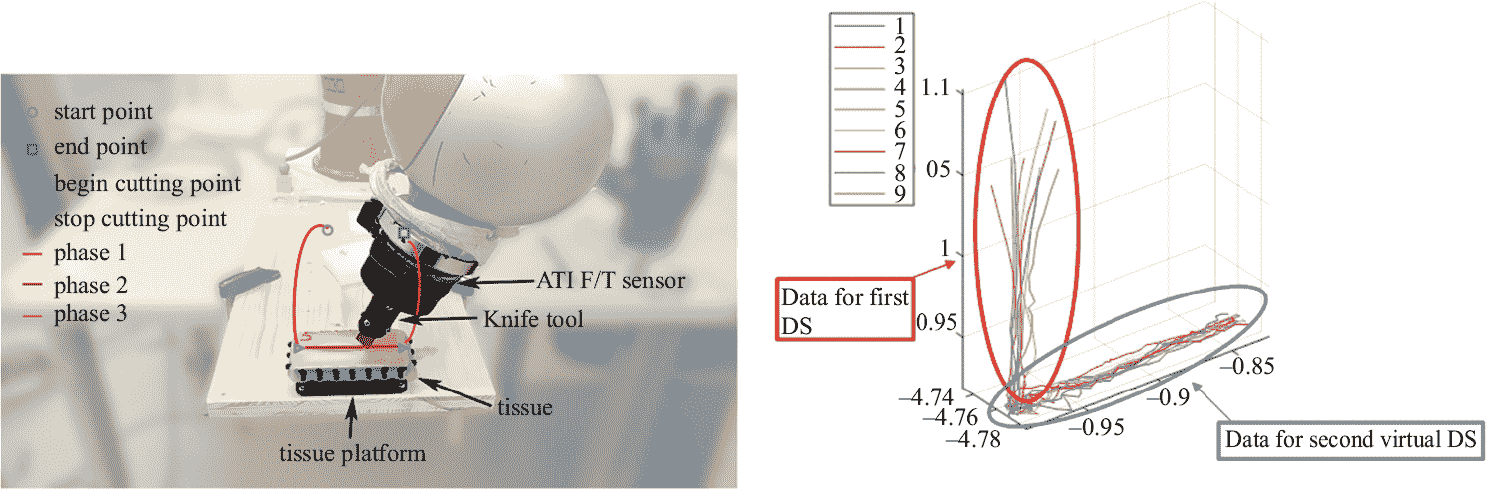 start point
end point
begin cutting point
stop cutting point
phase 1
phase 2
phase 3
ATI F/T sensor
Knife tool
tissue
tissue platform
1
2
3
4
5
6
7
8
9
1.1
05
1
0.95
−4.74
−4.76
−4.78
−0.95
−0.9
−0.85
Data for first
DS
Data for second virtual DS